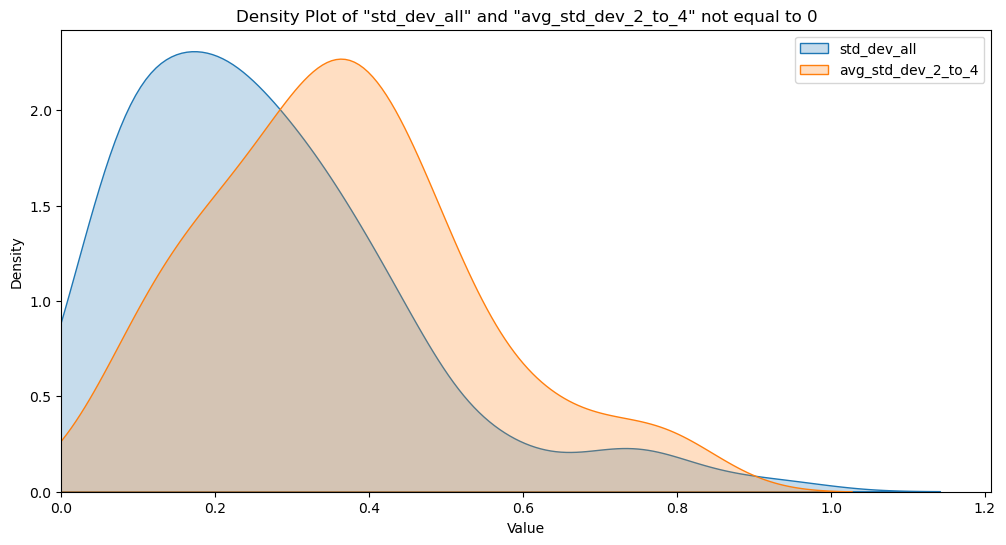 Density Plot of "std_dev_all" and "avg_std_dev_2_to_4" not equal to 0
std_dev_all
avg_std_dev_2_to_4
Density
2.0
1.5
1.0
0.5
0.0
0.0 0.2 0.4 0.6 0.8 1.0 1.2
Value